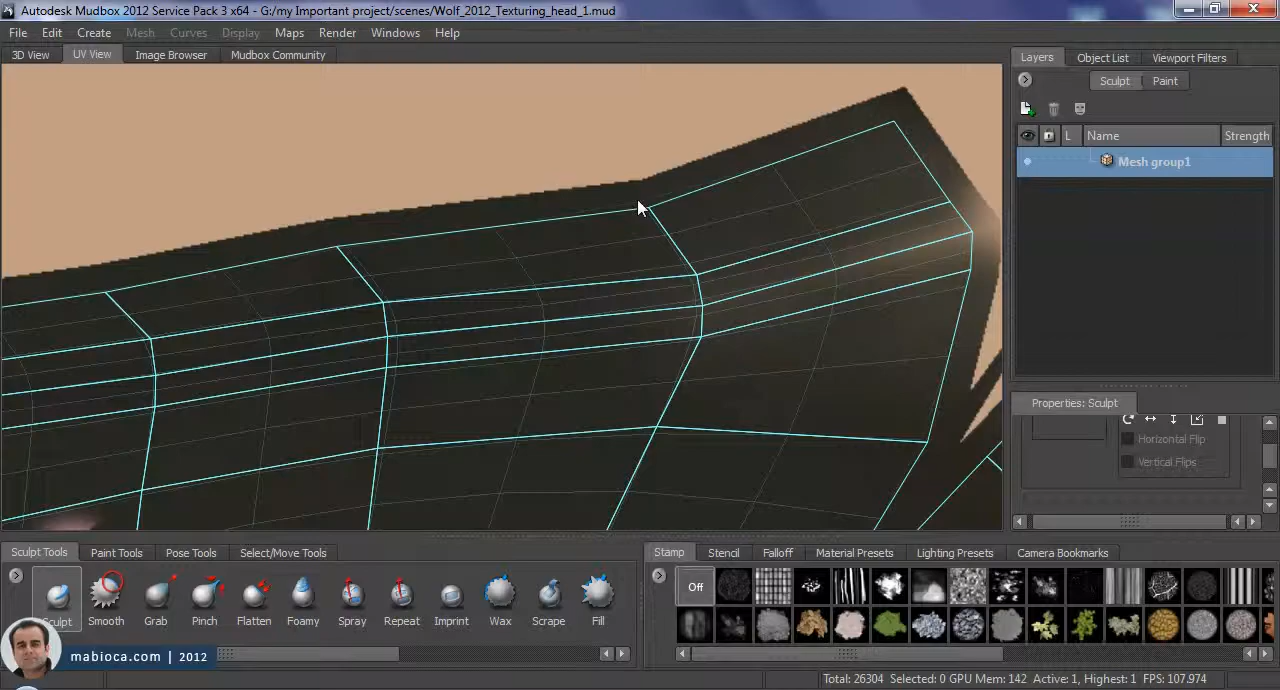 Autodesk Mudbox 2012 Service Pack 3 x64 - G:/my Important project/scenes/Wolf_2012_Texturing_head_1.mud
File Edit Create Mesh Curves Display Maps Render Windows Help
3D View UV View Image Browser Mudbox Community
Layers Object List Viewport Filters
Sculpt Paint
L Name Strength
Mesh group1
Properties: Sculpt
Horizontal Flip
Vertical Flips
Sculpt Tools Paint Tools Pose Tools Select/Move Tools
Sculpt Smooth Grab Pinch Flatten Foamy Spray Repeat Imprint Wax Scrape Fill
Stamp Stencil Falloff Material Presets Lighting Presets Camera Bookmarks
Off
mabioca.com | 2012
Total: 26304 Selected: 0 GPU Mem: 142 Active: 1, Highest: 1 FPS: 107.974